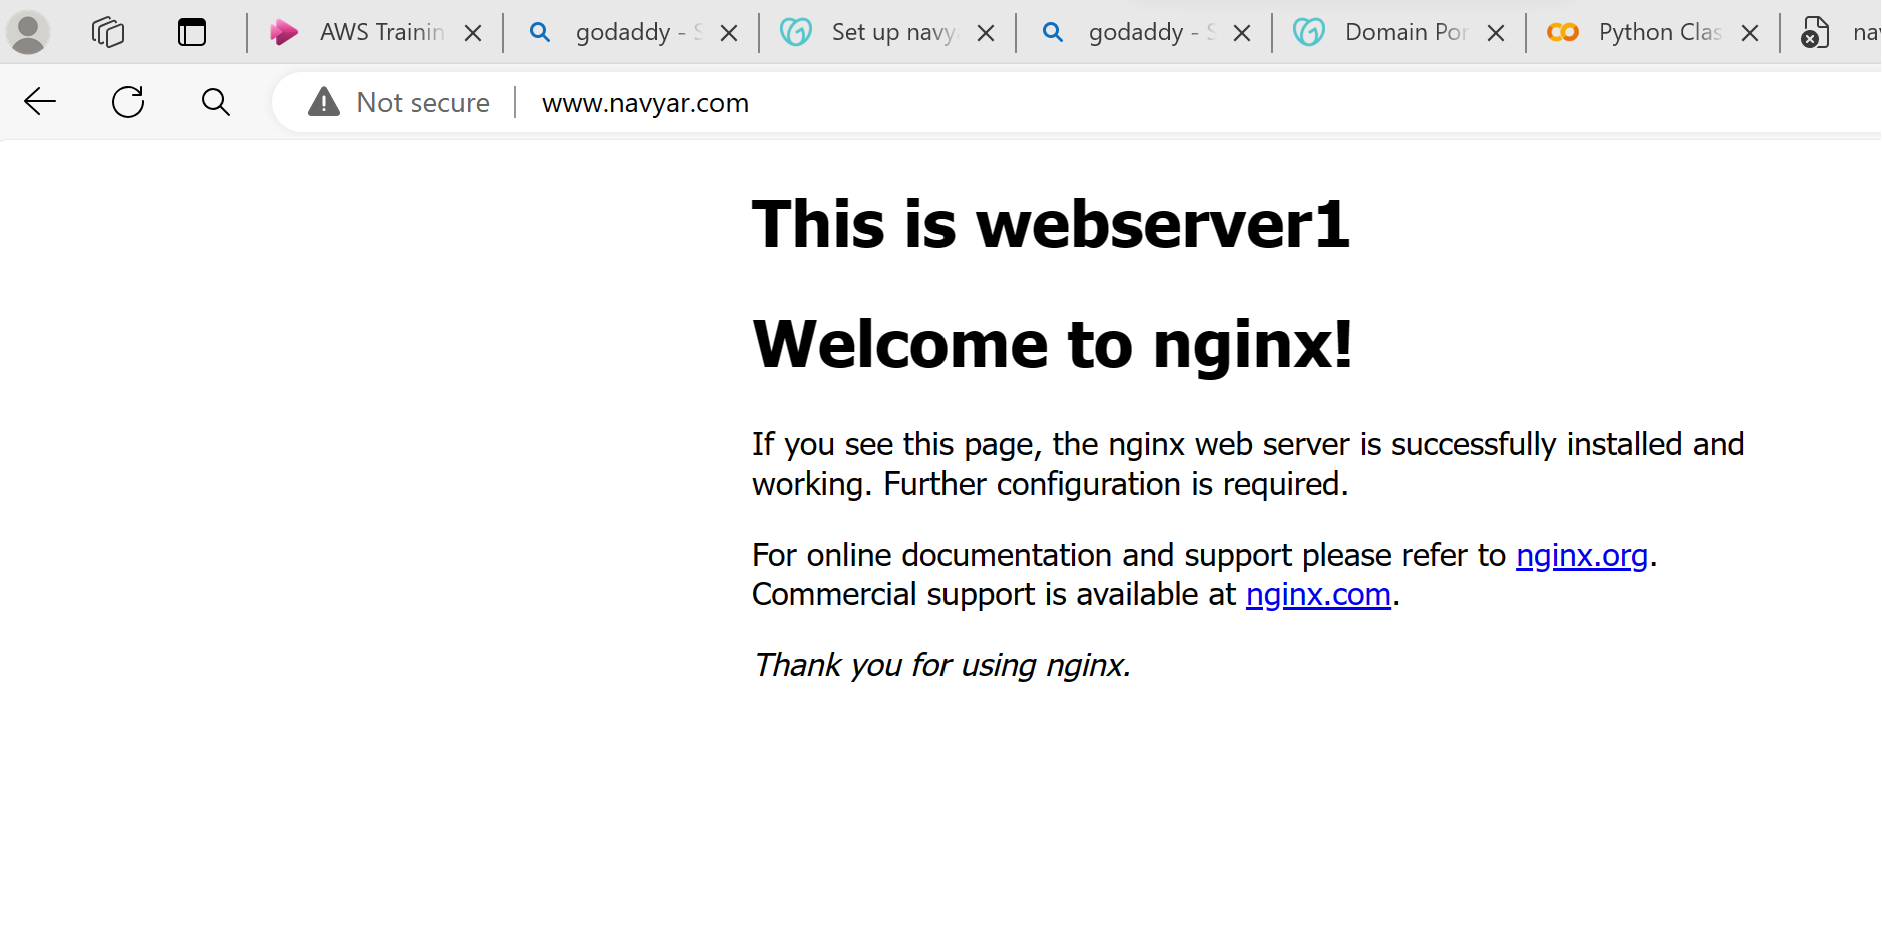 AWS Trainin
godaddy - S
Set up navya
godaddy - S
Domain Por
Python Clas
nav
Not secure
www.navyar.com
This is webserver1
Welcome to nginx!
If you see this page, the nginx web server is successfully installed and
working. Further configuration is required.
For online documentation and support please refer to nginx.org.
Commercial support is available at nginx.com.
Thank you for using nginx.